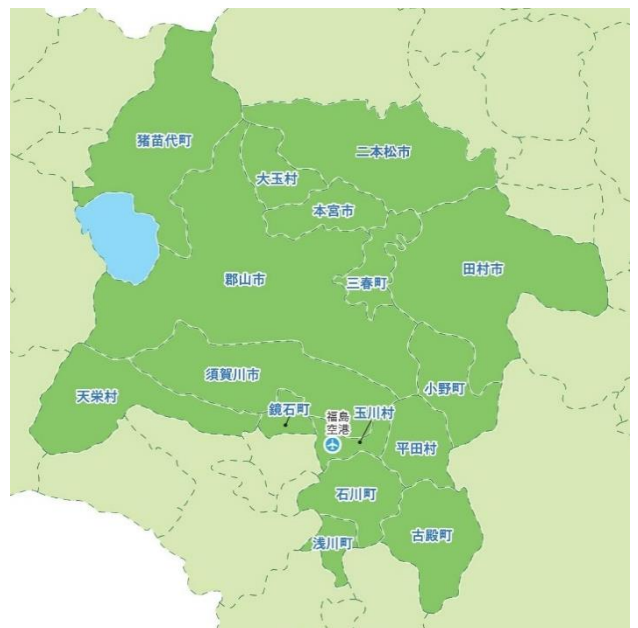 猪苗代町
二本松市
大玉村
本宮市
田村市
郡山市
三春町
須賀川市
小野町
天栄村
鏡石町
福島
空港
玉川村
平田村
石川町
古殿町
浅川町